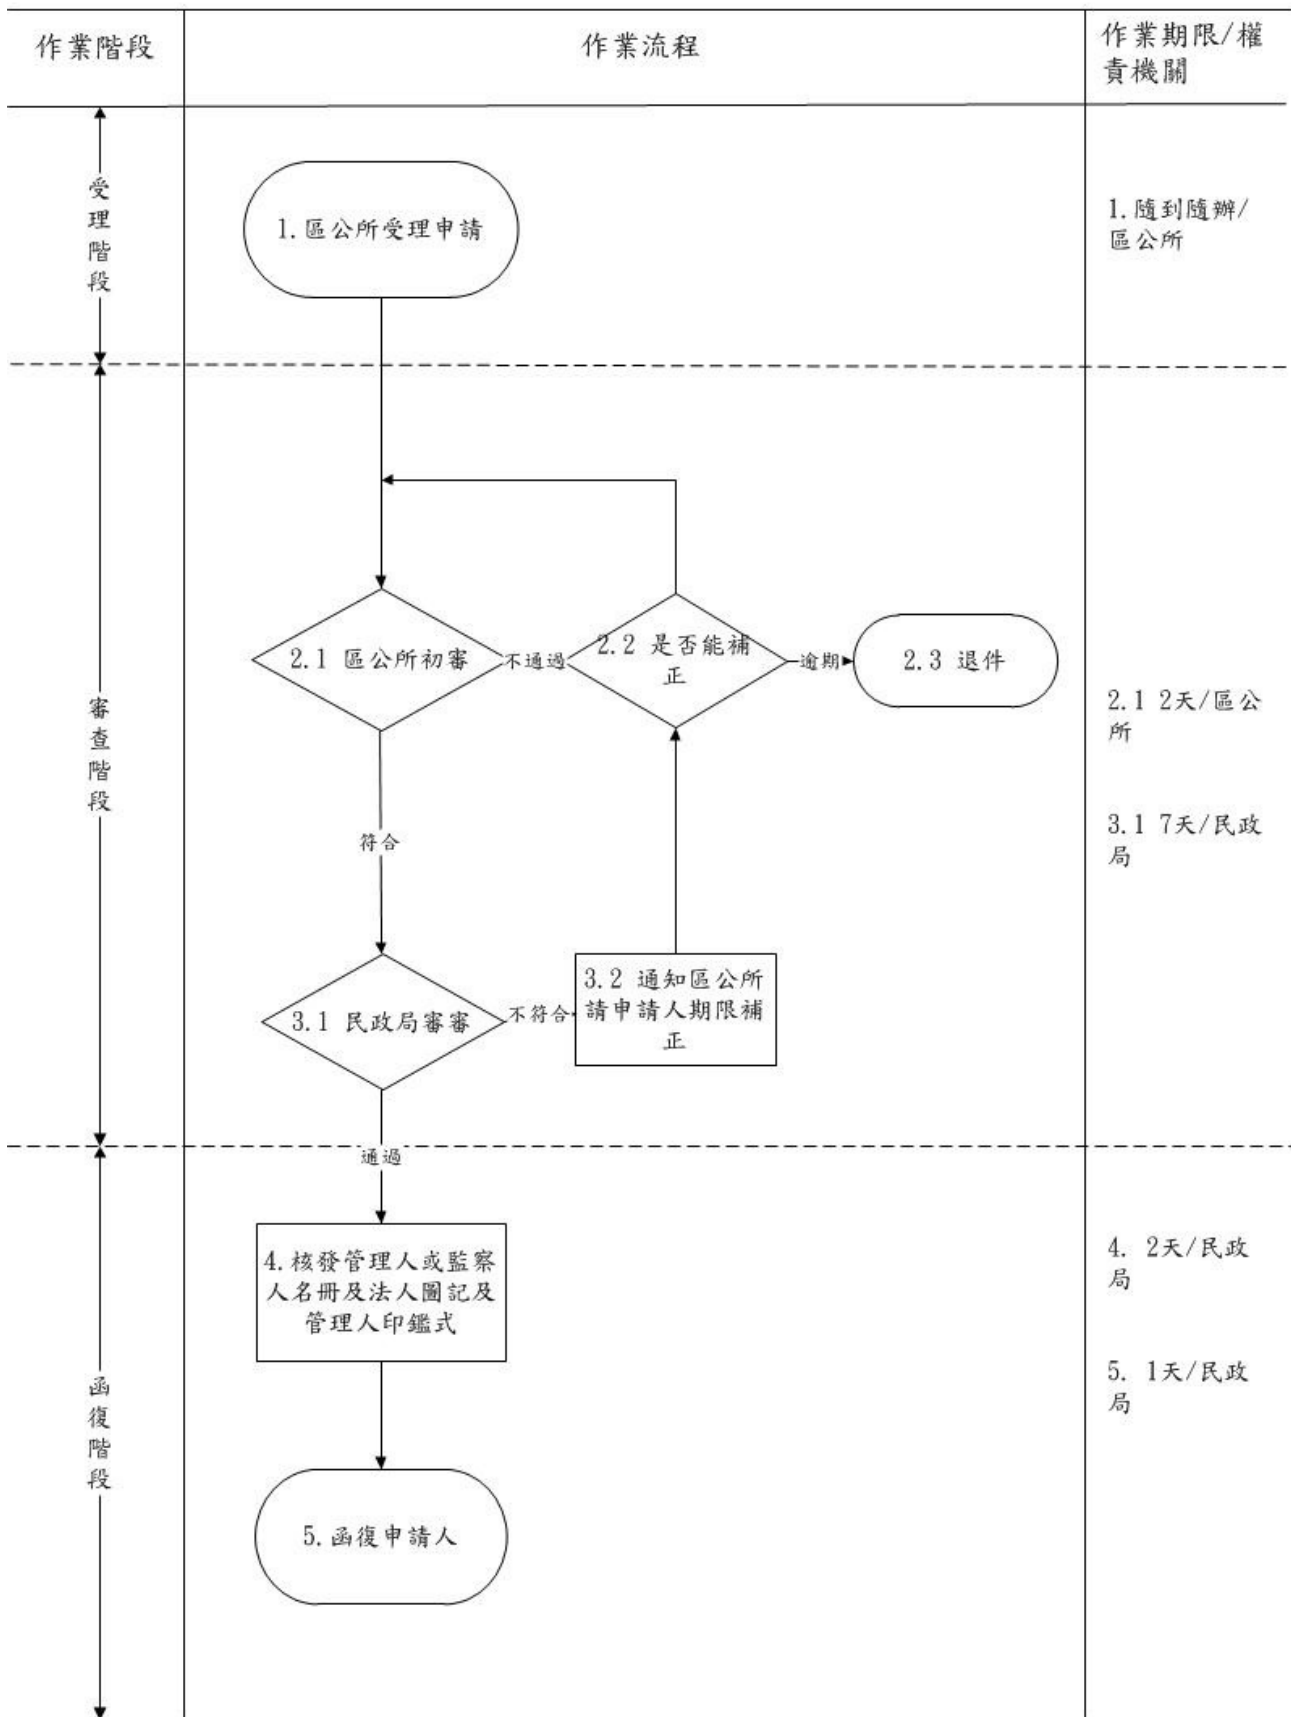 作業階段
作業流程
作業期限/權
責機關
受
理
階
段
1.區公所受理申請
1.隨到隨辦/
區公所
審
查
階
段
2.1 區公所初審
不通過
2.2 是否能補
正
逾期
2.3 退件
2.1 2天/區公
所
3.1 7天/民政
局
符合
3.1 民政局審審
不符合
3.2 通知區公所
請申請人期限補
正
通過
函
復
階
段
4.核發管理人或監察
人名冊及法人圖記及
管理人印鑑式
4. 2天/民政
局
5. 1天/民政
局
5.函復申請人